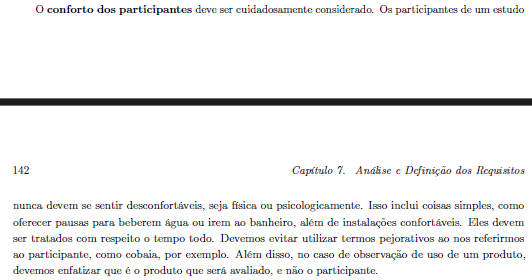 O conforto dos participantes deve ser cuidadosamente considerado. Os participantes de um estudo
142
Capítulo 7. Análise e Definição dos Requisitos
nunca devem se sentir desconfortáveis, seja física ou psicologicamente. Isso inclui coisas simples, como
oferecer pausas para beberem água ou irem ao banheiro, além de instalações confortáveis. Eles devem
ser tratados com respeito o tempo todo. Devemos evitar utilizar termos pejorativos ao nos referirmos
ao participante, como cobaia, por exemplo. Além disso, no caso de observação de uso de um produto,
devemos enfatizar que é o produto que será avaliado, e não o participante.